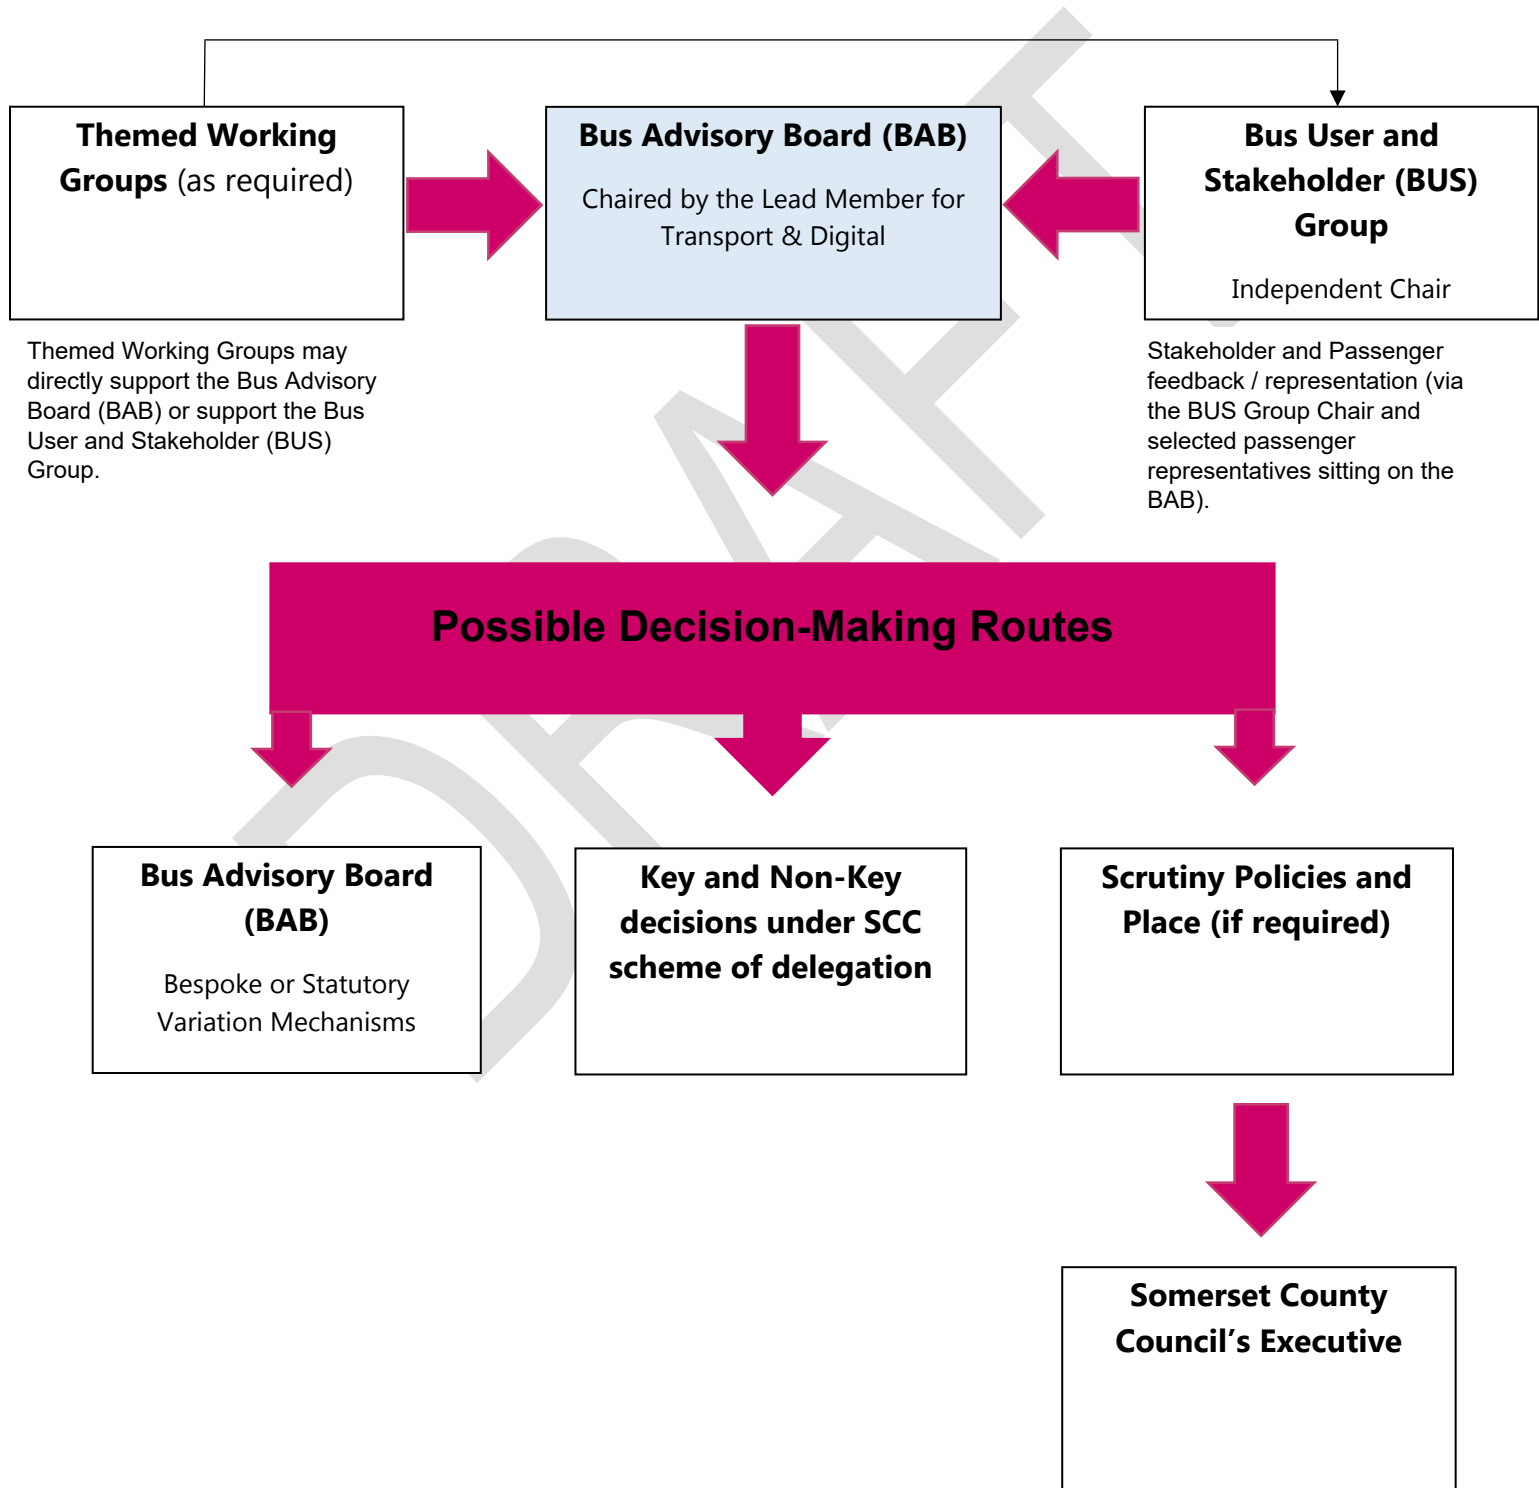 Themed Working
Groups (as required)
Bus Advisory Board (BAB)
Chaired by the Lead Member for
Transport & Digital
Bus User and
Stakeholder (BUS)
Group
Independent Chair
Themed Working Groups may
directly support the Bus Advisory
Board (BAB) or support the Bus
User and Stakeholder (BUS)
Group.
Stakeholder and Passenger
feedback / representation (via
the BUS Group Chair and
selected passenger
representatives sitting on the
BAB).
DRAFT
Possible Decision-Making Routes
Bus Advisory Board
(BAB)
Bespoke or Statutory
Variation Mechanisms
Key and Non-Key
decisions under SCC
scheme of delegation
Scrutiny Policies and
Place (if required)
Somerset County
Council’s Executive